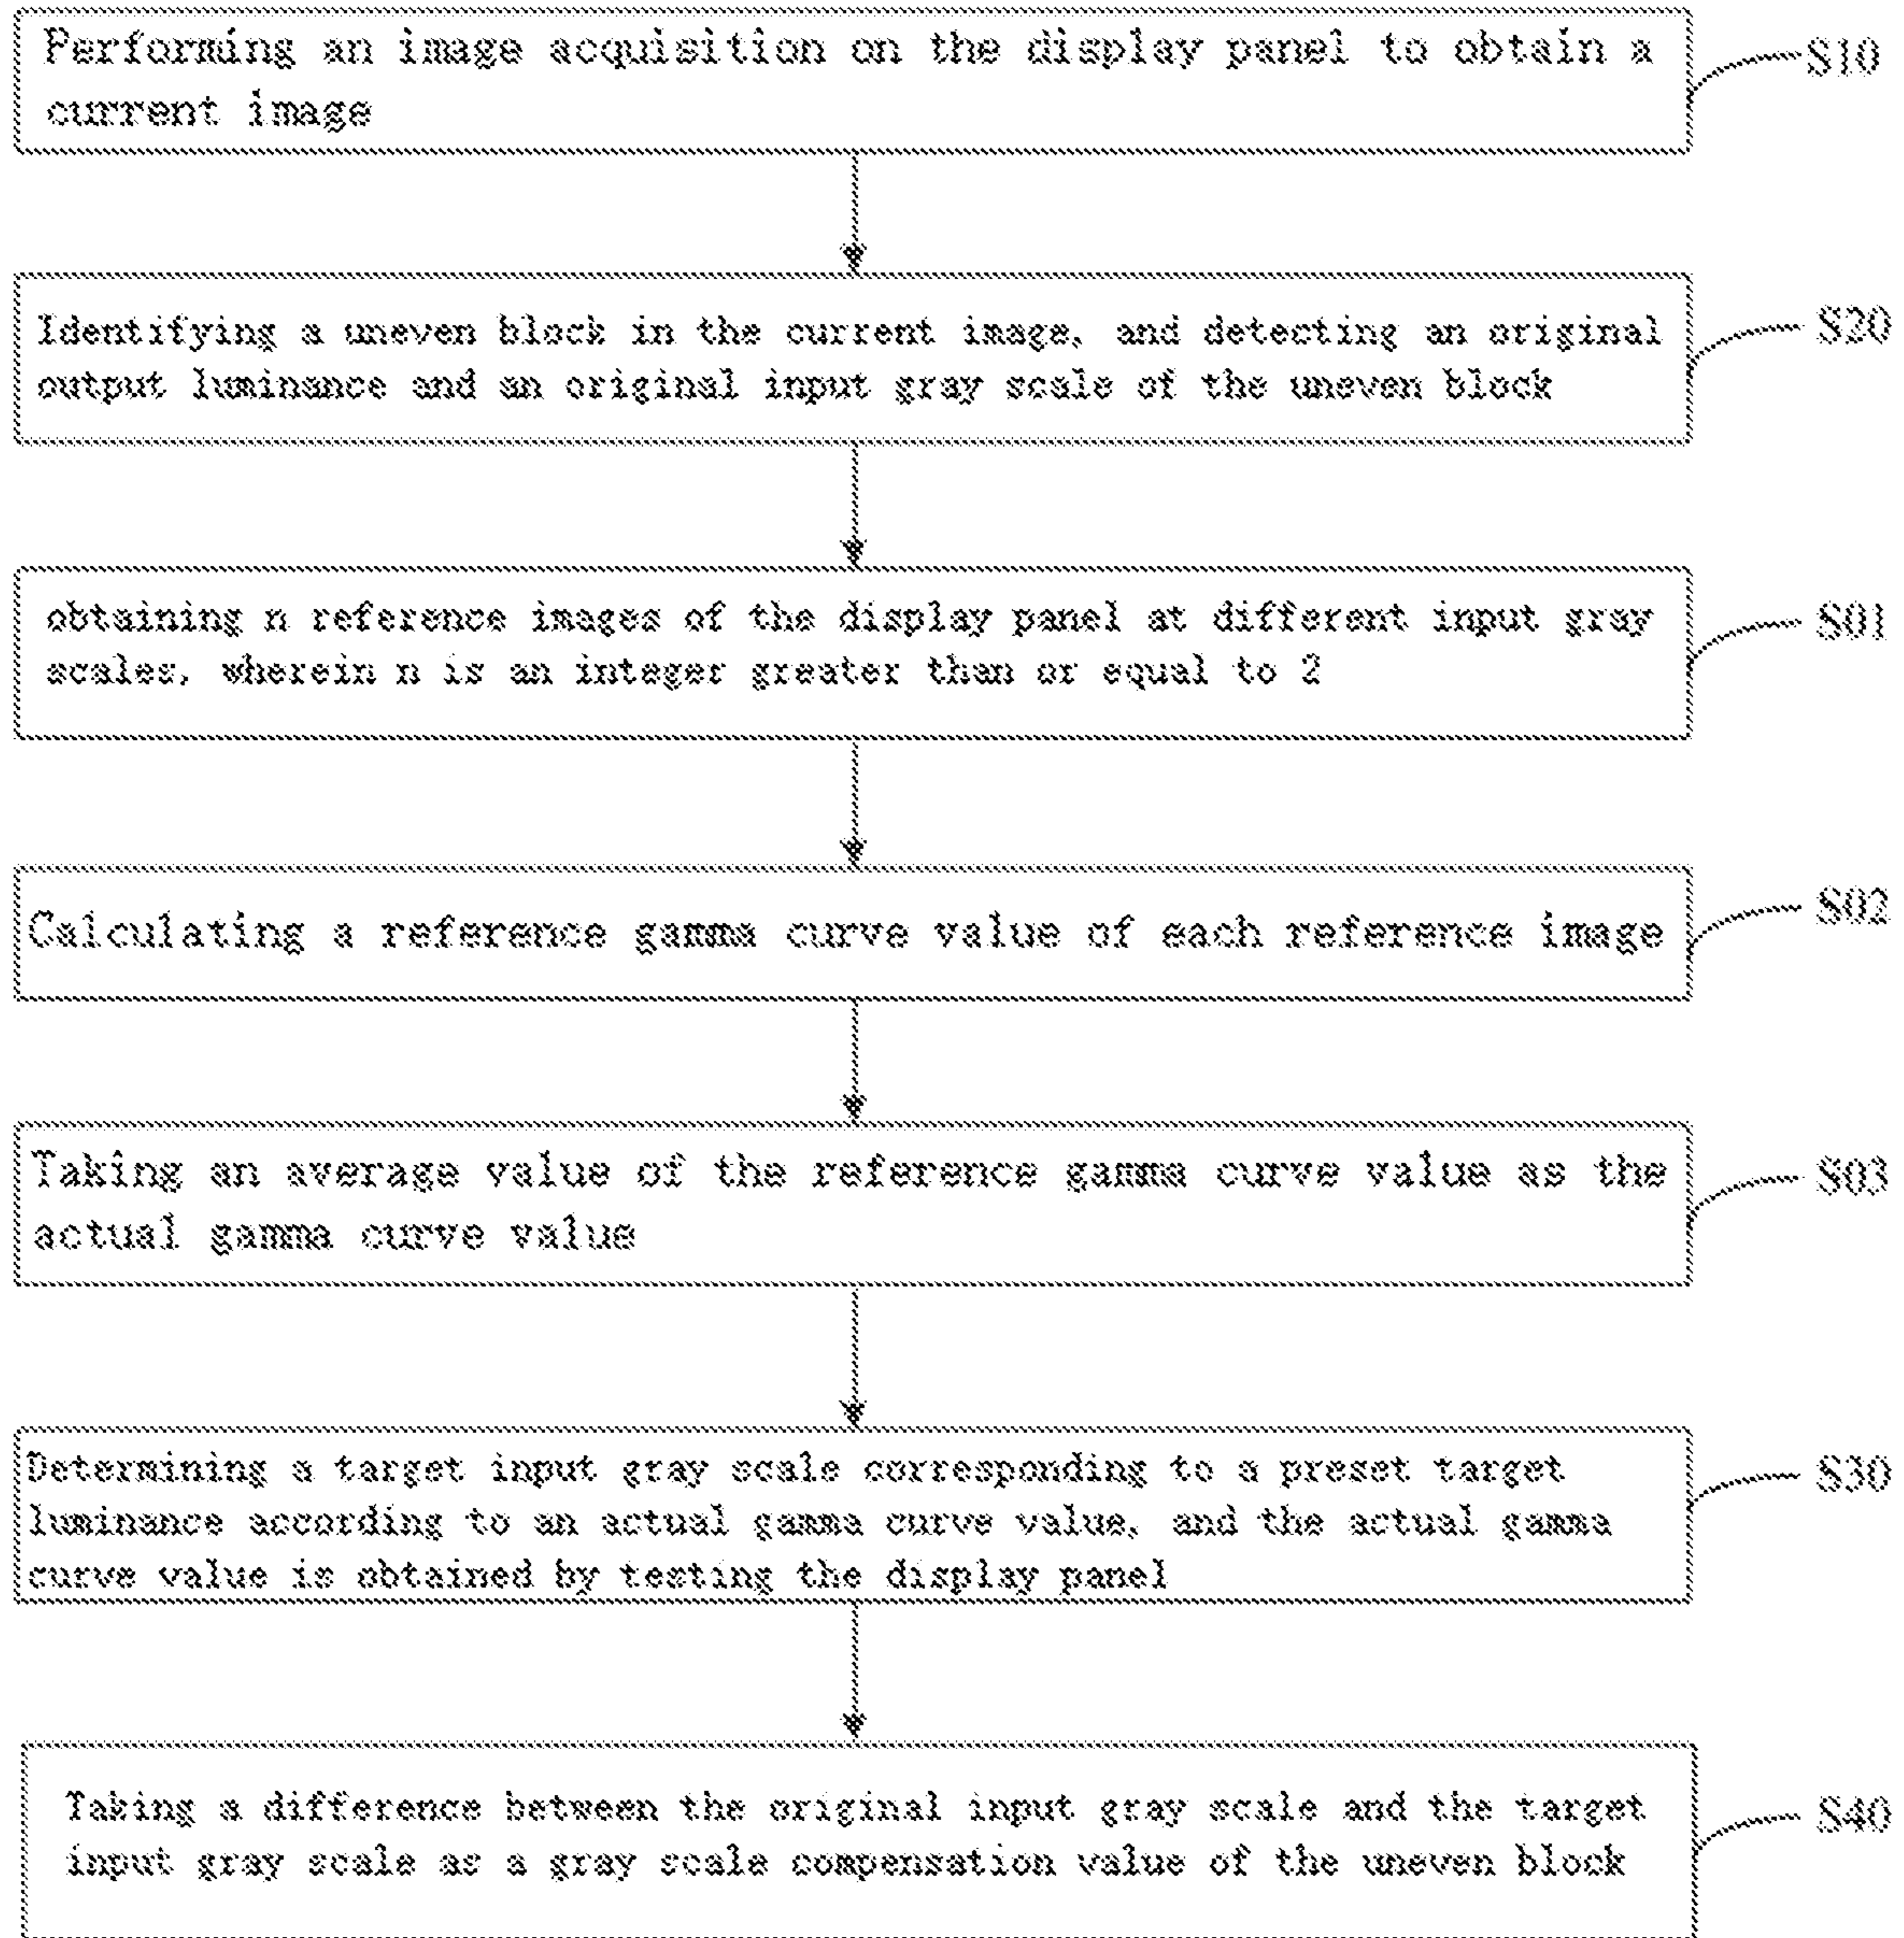 Performing an image acquisition on the display panel to obtain a
current image
S10
Identifying a uneven block in the current image, and detecting an original
output luminance and an original input gray scale of the uneven block
S20
obtaining n reference images of the display panel at different input gray
scales, wherein n is an integer greater than or equal to 2
S01
Calculating a reference gamma curve value of each reference image
S02
Taking an average value of the reference gamma curve value as the
actual gamma curve value
S03
Determining a target input gray scale corresponding to a preset target
luminance according to an actual gamma curve value, and the actual gamma
curve value is obtained by testing the display panel
S30
Taking a difference between the original input gray scale and the target
input gray scale as a gray scale compensation value of the uneven block
S40